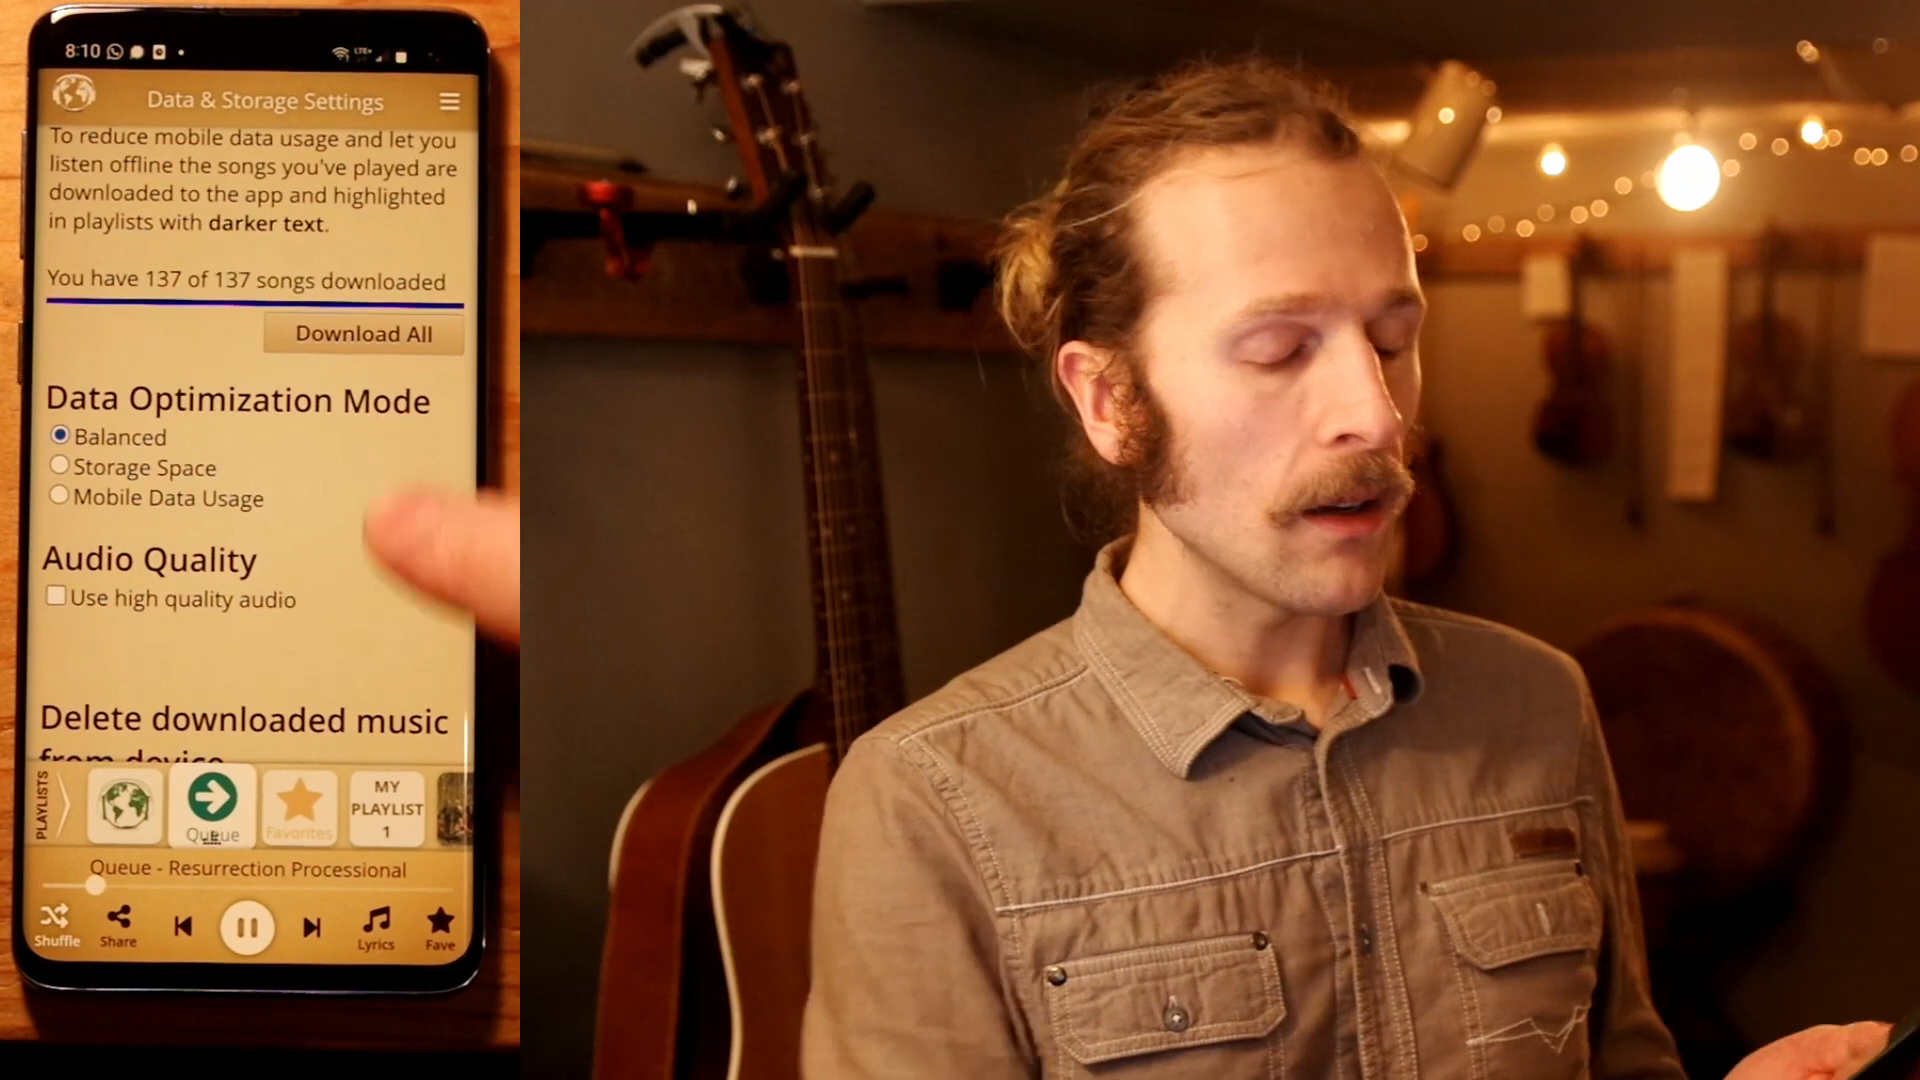 8:10
LTE+
Data & Storage Settings
To reduce mobile data usage and let you
listen offline the songs you've played are
downloaded to the app and highlighted
in playlists with darker text.
You have 137 of 137 songs downloaded
Download All
Data Optimization Mode
Balanced
Storage Space
Mobile Data Usage
Audio Quality
Use high quality audio
Delete downloaded music
from device
PLAYLISTS
Queue
Favorites
MY
PLAYLIST
1
Queue - Resurrection Processional
Shuffle
Share
Lyrics
Fave